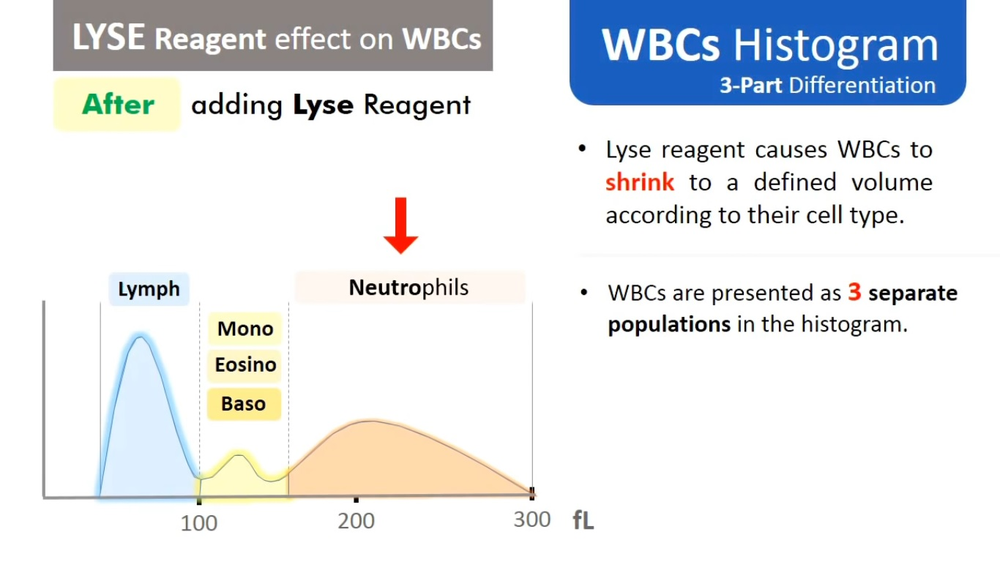 LYSE Reagent effect on WBCs
After adding Lyse Reagent
WBCs Histogram
3-Part Differentiation
• Lyse reagent causes WBCs to
shrink to a defined volume
according to their cell type.
• WBCs are presented as 3 separate
populations in the histogram.
Lymph
Neutrophils
Mono
Eosino
Baso
100
200
300
fL